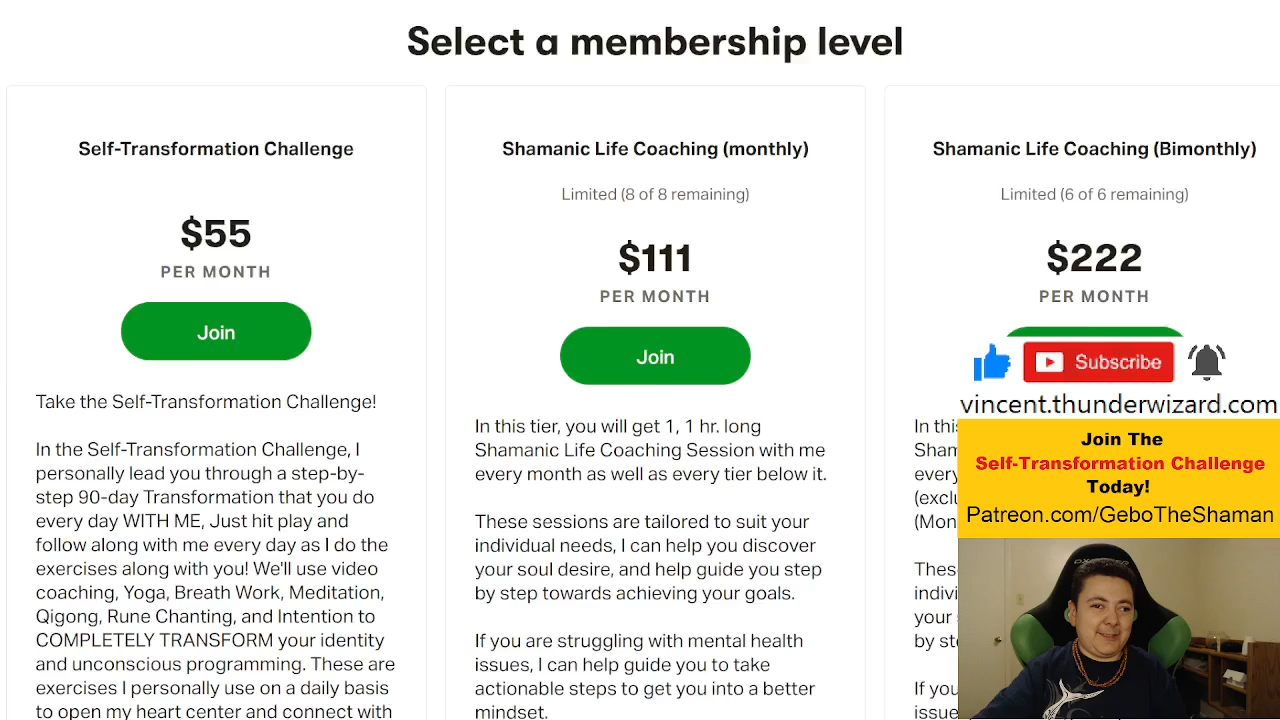 Select a membership level
Self-Transformation Challenge
$55
PER MONTH
Join
Take the Self-Transformation Challenge!
In the Self-Transformation Challenge, I
personally lead you through a step-by-
step 90-day Transformation that you do
every day WITH ME, Just hit play and
follow along with me every day as I do the
exercises along with you! We'll use video
coaching, Yoga, Breath Work, Meditation,
Qigong, Rune Chanting, and Intention to
COMPLETELY TRANSFORM your identity
and unconscious programming. These are
exercises I personally use on a daily basis
to open my heart center and connect with
Shamanic Life Coaching (monthly)
Limited (8 of 8 remaining)
$111
PER MONTH
Join
In this tier, you will get 1, 1 hr. long
Shamanic Life Coaching Session with me
every month as well as every tier below it.
These sessions are tailored to suit your
individual needs, I can help you discover
your soul desire, and help guide you step
by step towards achieving your goals.
If you are struggling with mental health
issues, I can help guide you to take
actionable steps to get you into a better
mindset.
Shamanic Life Coaching (Bimonthly)
Limited (6 of 6 remaining)
$222
PER MONTH
In
every
(Mon
your
by
If you
Subscribe
vincent.thunderwizard.com
Join The
Self-Transformation Challenge
Today!
Patreon.com/GeboTheShaman